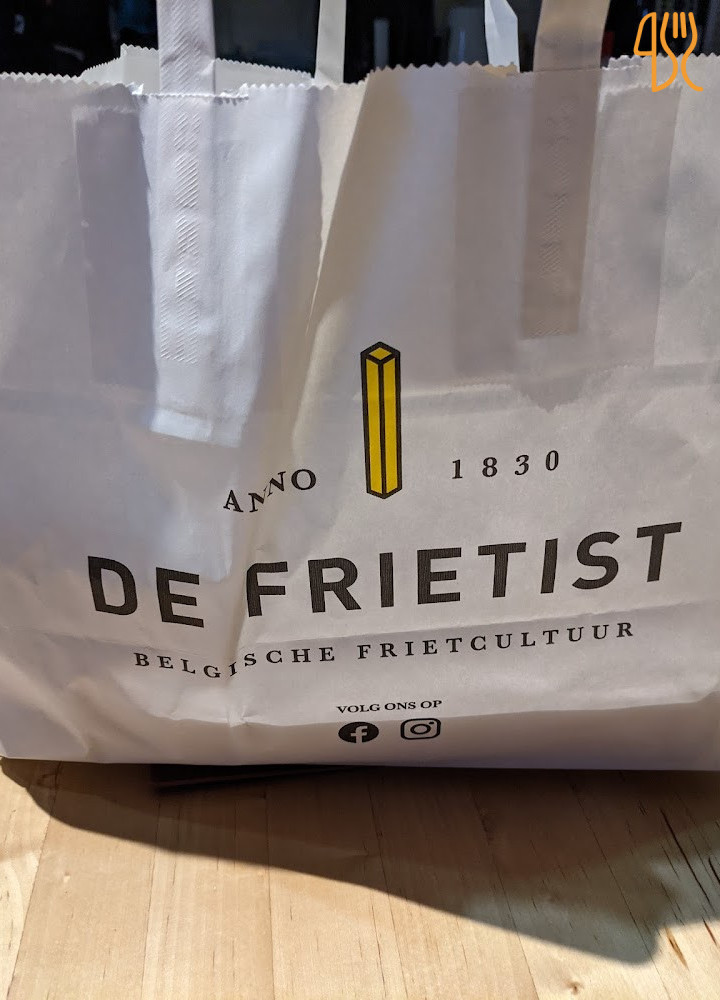 ANNO 1830
DE FRIETIST
BELGISCHE FRIETCULTUUR
VOLG ONS OP